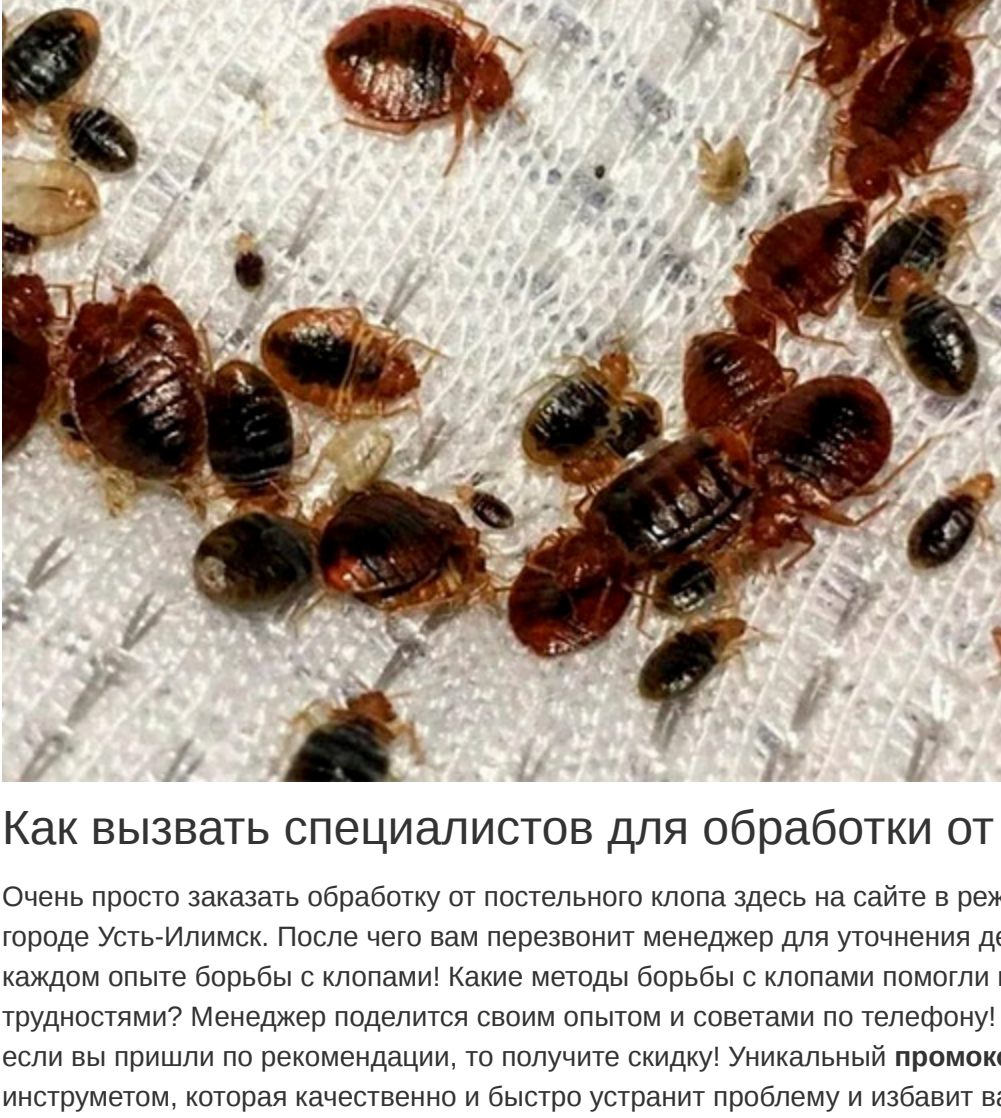 Как вызвать специалистов для обработки от
Очень просто заказать обработку от постельного клопа здесь на сайте в
городе Усть-Илимск. После чего вам перезвонит менеджер для уточнения
каждом опыте борьбы с клопами! Какие методы борьбы с клопами помогли
трудностями? Менеджер поделится своим опытом и советами по телефону!
если вы пришли по рекомендации, то получите скидку! Уникальный
инструметом, которая качественно и быстро устранит проблему и избавит